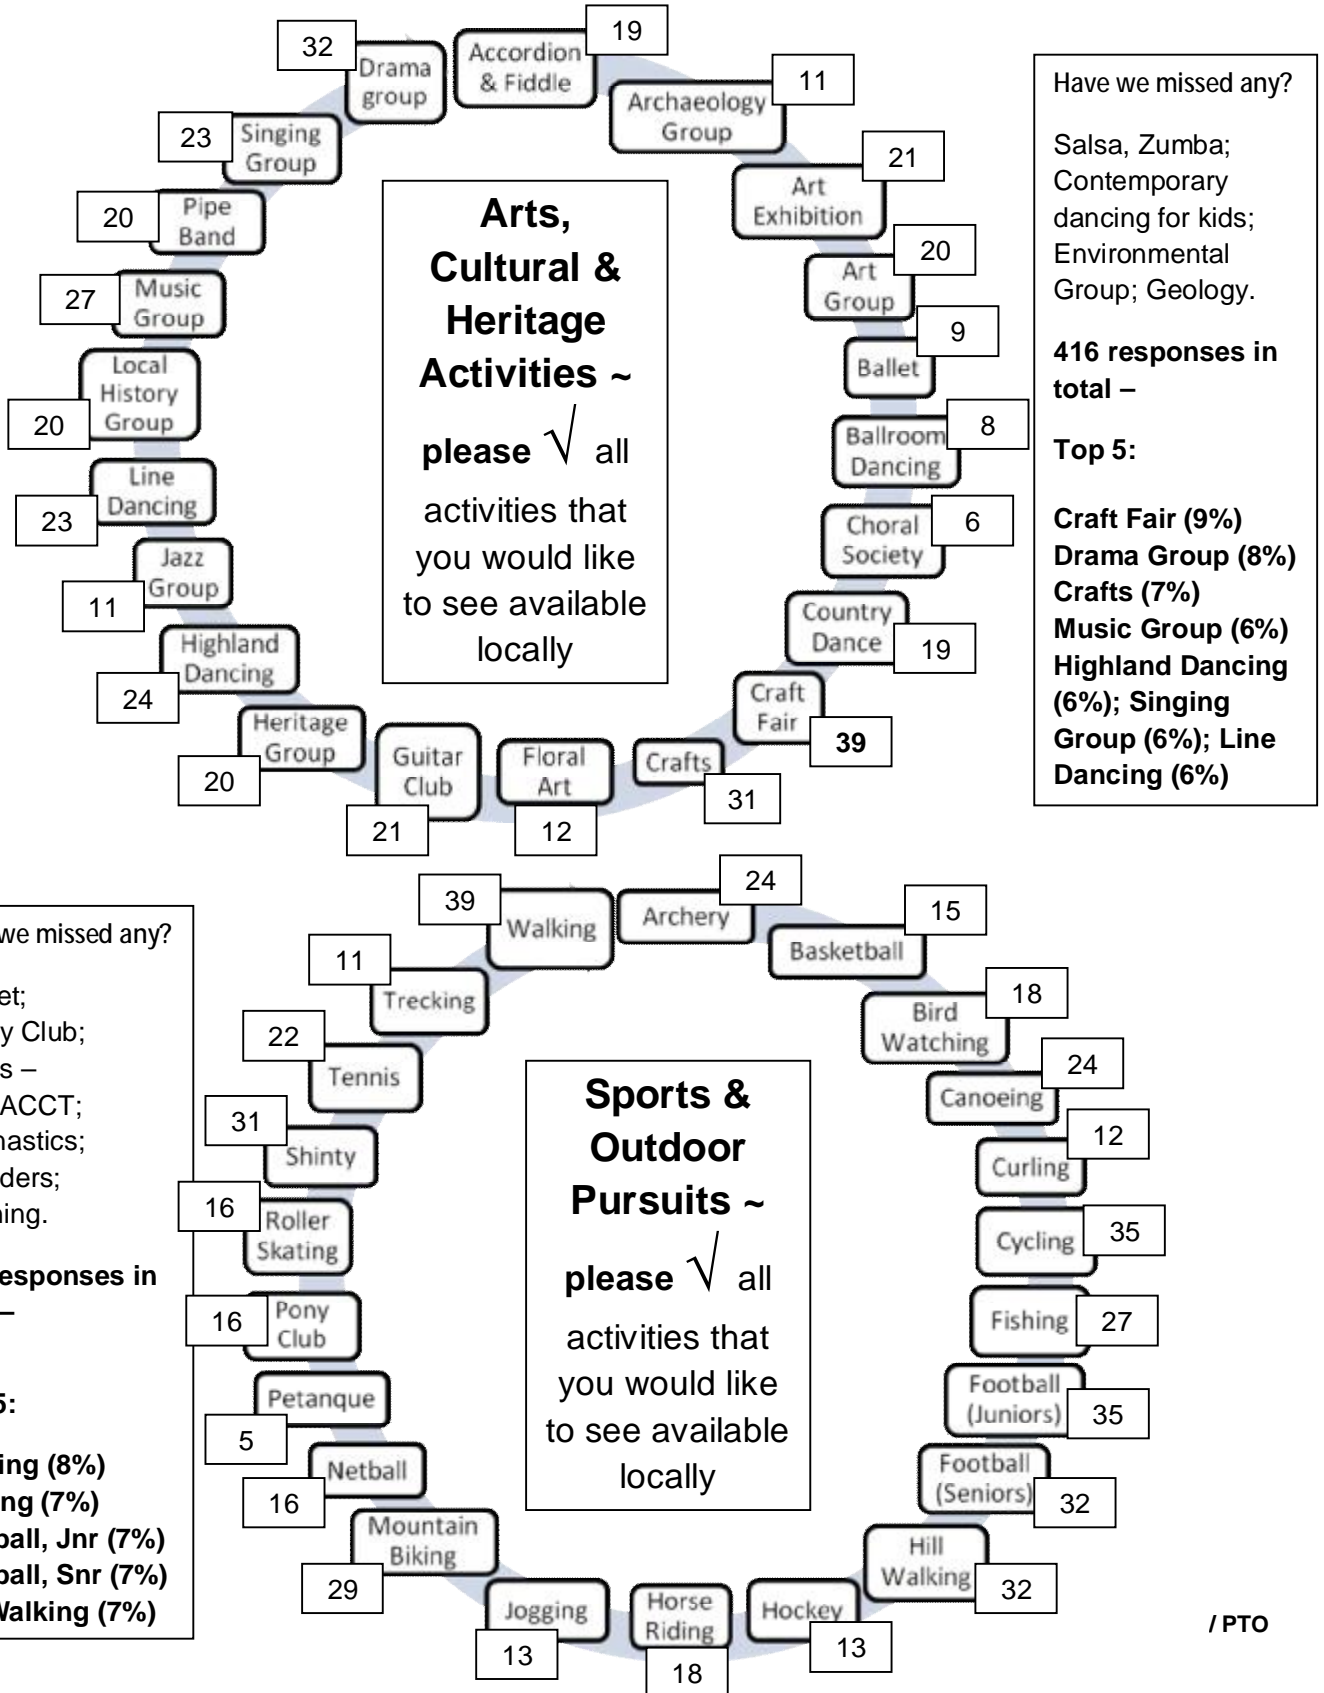 32
Drama
group
Accordion
& Fiddle
19
Archaeology
Group
11
Art
Exhibition
21
Art
Group
20
Ballet
9
Ballroom
Dancing
8
Choral
Society
6
Country
Dance
19
Craft
Fair
39
Crafts
31
Floral
Art
12
Guitar
Club
21
Heritage
Group
20
Highland
Dancing
24
Jazz
Group
11
Line
Dancing
23
Local
History
Group
20
Music
Group
27
Pipe
Band
20
Singing
Group
23
Arts,
Cultural &
Heritage
Activities ~
please √ all
activities that
you would like
to see available
locally
Have we missed any?
Salsa, Zumba;
Contemporary
dancing for kids;
Environmental
Group; Geology.
416 responses in
total –
Top 5:
Craft Fair (9%)
Drama Group (8%)
Crafts (7%)
Music Group (6%)
Highland Dancing
(6%); Singing
Group (6%); Line
Dancing (6%)
we missed any?
et;
y Club;
s –
ACCT;
nastics;
ders;
ning.
esponses in
–
5:
ing (8%)
ng (7%)
ball, Jnr (7%)
ball, Snr (7%)
Walking (7%)
39
Walking
Archery
24
Basketball
15
Bird
Watching
18
Canoeing
24
Curling
12
Cycling
35
Fishing
27
Football
(Juniors)
35
Football
(Seniors)
32
Hill
Walking
32
Hockey
13
Horse
Riding
18
Jogging
13
Mountain
Biking
29
Netball
16
Petanque
5
Pony
Club
16
Roller
Skating
16
Shinty
31
Tennis
22
Trecking
11
Sports &
Outdoor
Pursuits ~
please √ all
activities that
you would like
to see available
locally
/ PTO